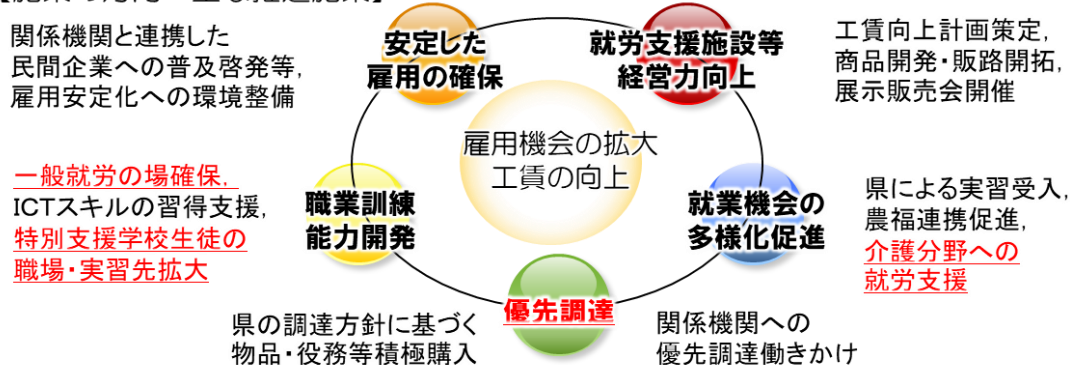 関係機関と連携した
民間企業への普及啓発等,
雇用安定化への環境整備
安定した
雇用の確保
就労支援施設等
経営力向上
工賃向上計画策定,
商品開発・販路開拓,
展示販売会開催
雇用機会の拡大
工賃の向上
一般就労の場確保,
ICTスキルの習得支援,
特別支援学校生徒の
職場・実習先拡大
職業訓練
能力開発
就業機会の
多様化促進
県による実習受入,
農福連携促進,
介護分野への
就労支援
優先調達
県の調達方針に基づく
物品・役務等積極購入
関係機関への
優先調達働きかけ